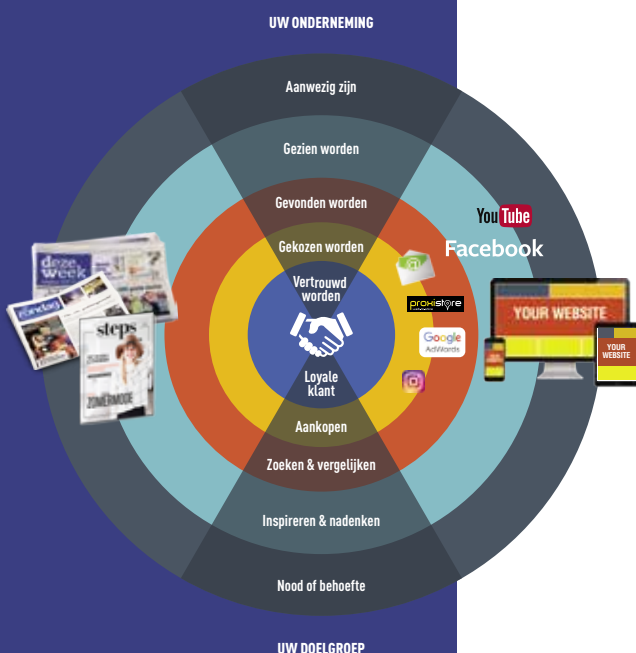 UW ONDERNEMING
Aanwezig zijn
Gezien worden
Gevonden worden
Gekozen worden
Vertrouwd
worden
Loyale
klant
Aankopen
Zoeken & vergelijken
Inspireren & nadenken
Nood of behoefte
UW DOELGROEP
deze
week
rondag
steps
ZOMERMODE
YouTube
Facebook
@
proxistore
Google
AdWords
YOUR WEBSITE
YOUR
WEBSITE